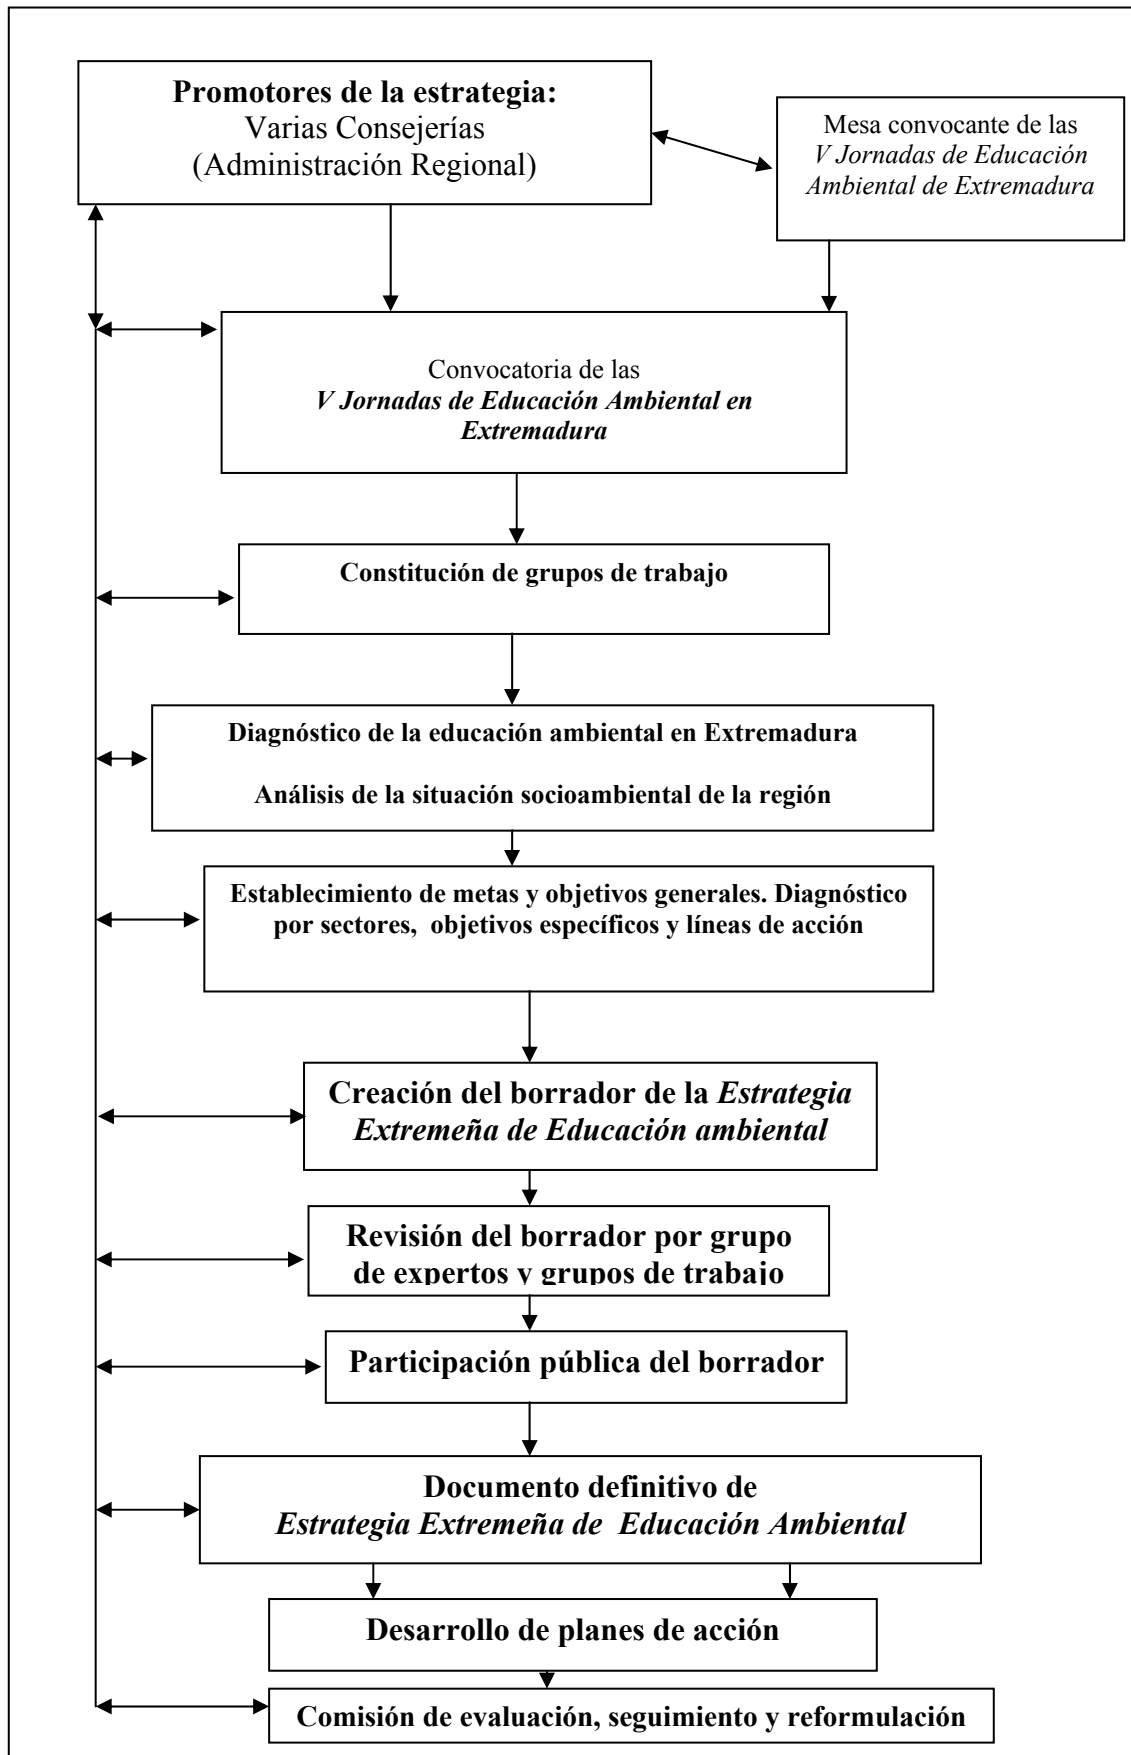 Promotores de la estrategia:
Varias Consejerías
(Administración Regional)
Mesa convocante de las
V Jornadas de Educación
Ambiental de Extremadura
Convocatoria de las
V Jornadas de Educación Ambiental en
Extremadura
Constitución de grupos de trabajo
Diagnóstico de la educación ambiental en Extremadura
Análisis de la situación socioambiental de la región
Establecimiento de metas y objetivos generales. Diagnóstico
por sectores, objetivos específicos y líneas de acción
Creación del borrador de la Estrategia
Extremeña de Educación ambiental
Revisión del borrador por grupo
de expertos y grupos de trabajo
Participación pública del borrador
Documento definitivo de
Estrategia Extremeña de Educación Ambiental
Desarrollo de planes de acción
Comisión de evaluación, seguimiento y reformulación